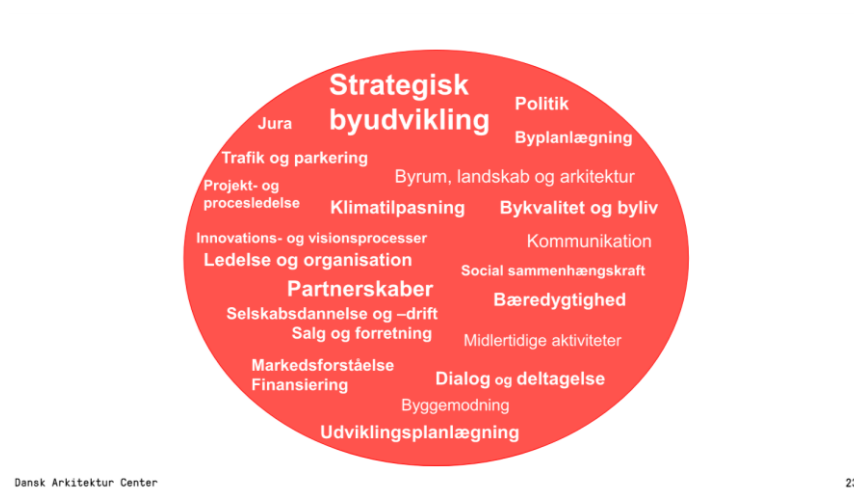 Strategisk
byudvikling
Politik
Jura
Byplanlægning
Trafik og parkering
Byrum, landskab og arkitektur
Projekt- og
procesledelse
Klimatilpasning
Bykvalitet og byliv
Innovations- og visionsprocesser
Kommunikation
Ledelse og organisation
Social sammenhængskraft
Partnerskaber
Bæredygtighed
Selskabsdannelse og –drift
Salg og forretning
Midlertidige aktiviteter
Markedsforståelse
Finansiering
Dialog og deltagelse
Byggemodning
Udviklingsplanlægning
Dansk Arkitektur Center
23